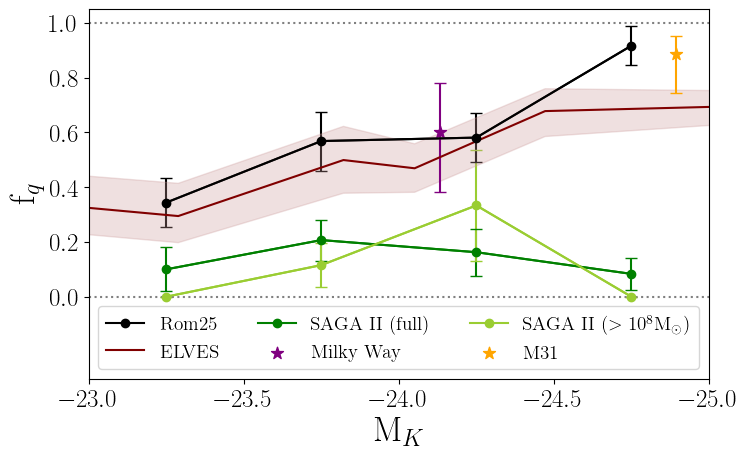 1.0
0.8
0.6
0.4
0.2
0.0
f_q
Rom25
SAGA II (full)
SAGA II (> 10^8 M_⊙)
ELVES
Milky Way
M31
−23.0
−23.5
−24.0
−24.5
−25.0
M_K